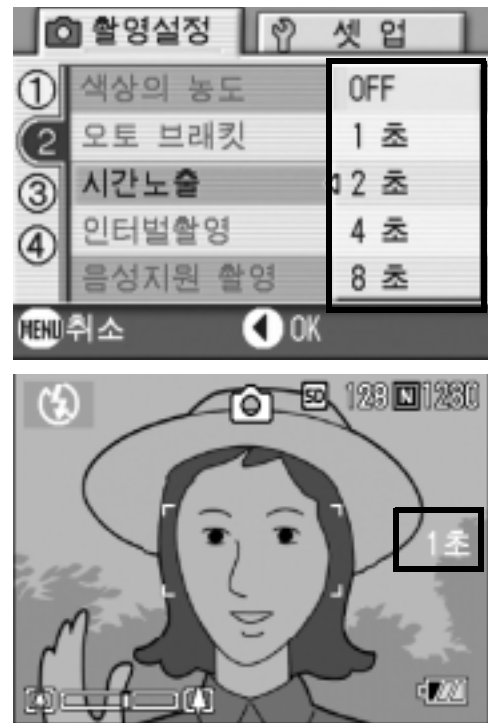 촬영설정 셋업
① 색상의 농도 OFF
2 오토 브래킷 1초
③ 시간노출 2초
④ 인터벌촬영 4초
음성지원 촬영 8초
MENU 취소 OK
SD 128 N 1280
1초